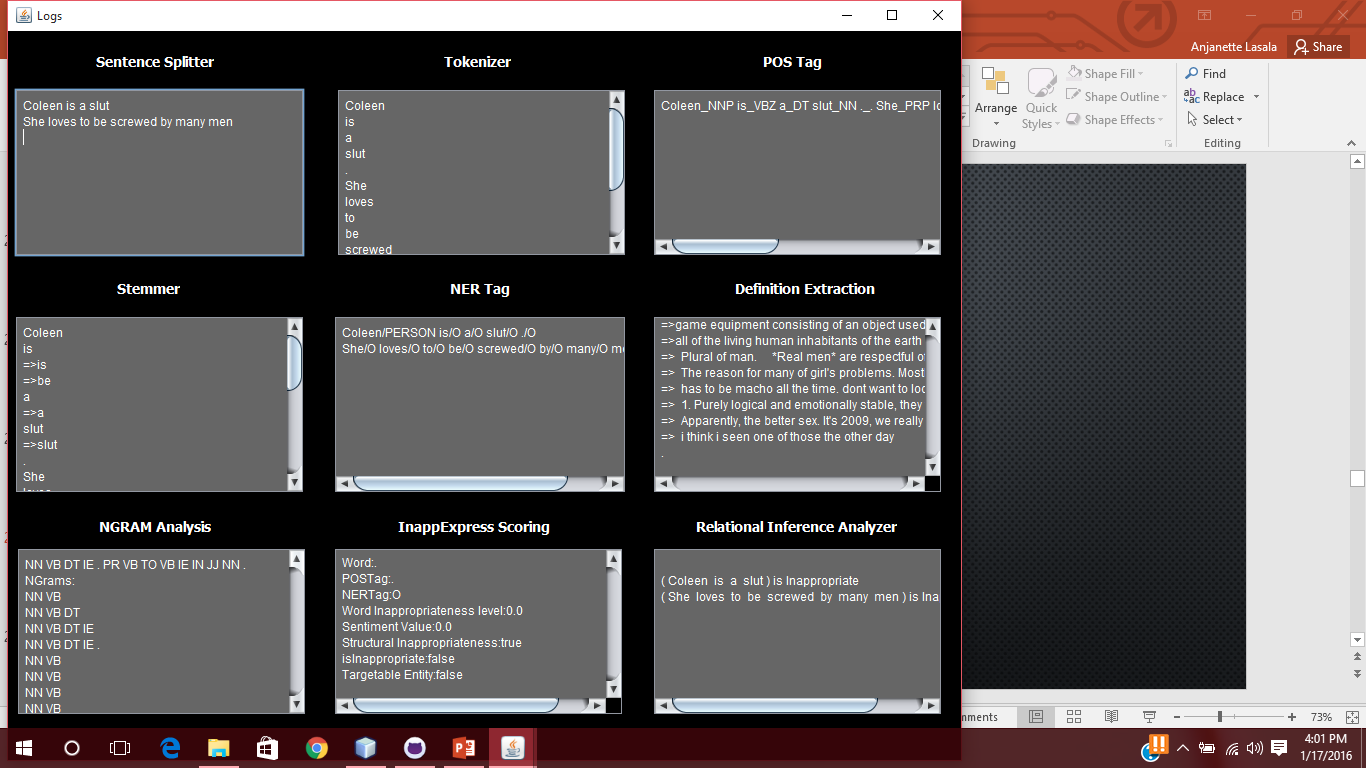 Logs
Anjanette Lasala
Share
Sentence Splitter
Coleen is a slut
She loves to be screwed by many men
Tokenizer
Coleen
is
a
slut
.
She
loves
to
be
screwed
POS Tag
Coleen_NNP is_VBZ a_DT slut_NN ._. She_PRP
Stemmer
Coleen
is
=>is
=>be
a
=>a
slut
=>slut
.
She
NER Tag
Coleen/PERSON is/O a/O slut/O ./O
She/O loves/O to/O be/O screwed/O by/O many/O
Definition Extraction
=>game equipment consisting of an object used
=>all of the living human inhabitants of the earth
=> Plural of man. *Real men* are respectful
=> The reason for many of girl's problems. Most
=> has to be macho all the time. dont want to
=> 1. Purely logical and emotionally stable, they
=> Apparently, the better sex. It's 2009, we really
=> i think i seen one of those the other day
.
NGRAM Analysis
NN VB DT IE . PR VB TO VB IE IN JJ NN .
NGrams:
NN VB
NN VB DT
NN VB DT IE
NN VB DT IE .
NN VB
NN VB
NN VB
NN VB
InappExpress Scoring
Word:.
POSTag:.
NERTag:O
Word Inappropriateness level:0.0
Sentiment Value:0.0
Structural Inappropriateness:true
isInappropriate:false
Targetable Entity:false
Relational Inference Analyzer
( Coleen is a slut ) is Inappropriate
( She loves to be screwed by many men ) is
Arrange
Quick
Styles
Shape Fill
Shape Outline
Shape Effects
Drawing
Find
Replace
Select
Editing
73%
4:01 PM
1/17/2016